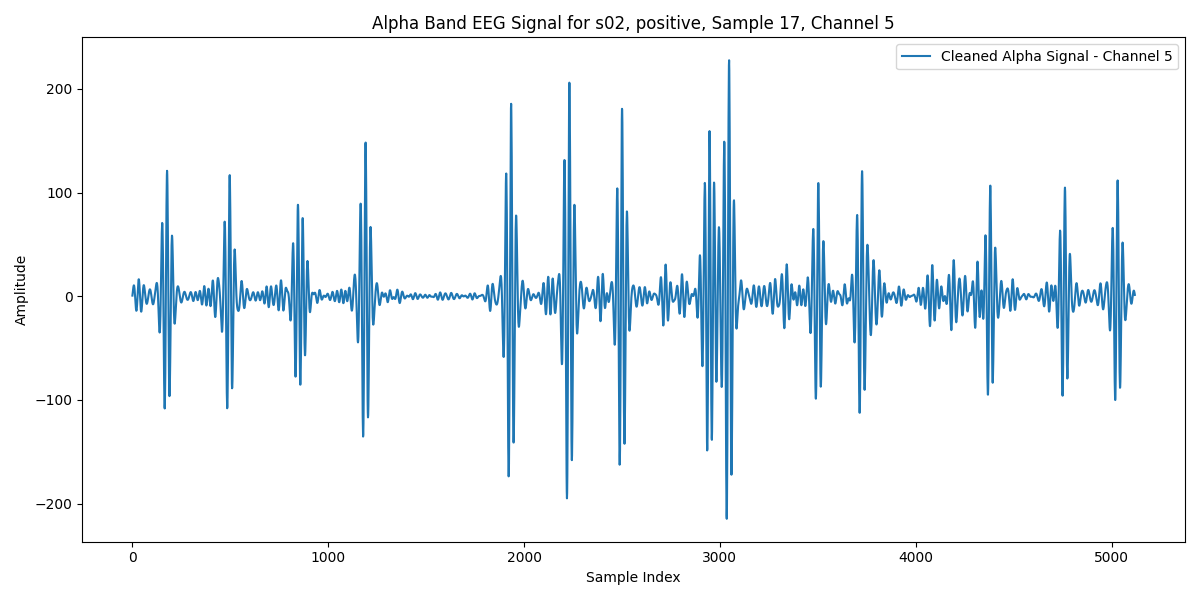 Alpha Band EEG Signal for s02, positive, Sample 17, Channel 5
Cleaned Alpha Signal - Channel 5
Amplitude
200
100
0
−100
−200
0 1000 2000 3000 4000 5000
Sample Index